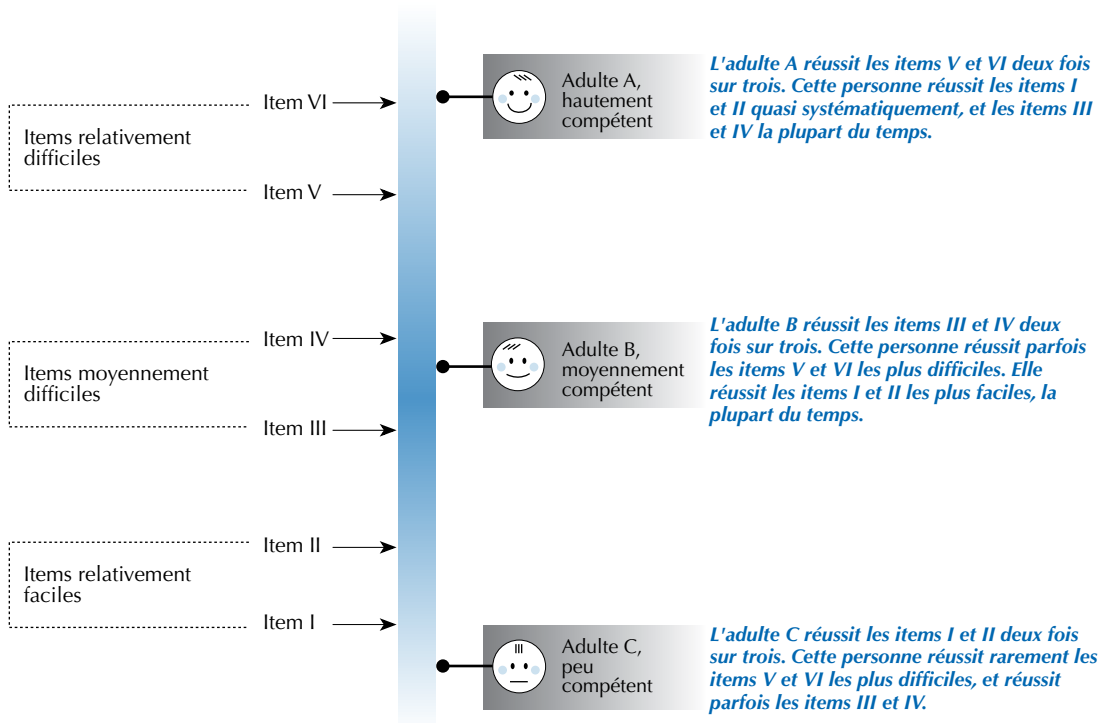 Item VI
Items relativement
difficiles
Item V
Item IV
Items moyennement
difficiles
Item III
Item II
Items relativement
faciles
Item I
Adulte A,
hautement
compétent
L'adulte A réussit les items V et VI deux fois
sur trois. Cette personne réussit les items I
et II quasi systématiquement, et les items III
et IV la plupart du temps.
Adulte B,
moyennement
compétent
L'adulte B réussit les items III et IV deux
fois sur trois. Cette personne réussit parfois
les items V et VI les plus difficiles. Elle
réussit les items I et II les plus faciles, la
plupart du temps.
Adulte C,
peu
compétent
L'adulte C réussit les items I et II deux fois
sur trois. Cette personne réussit rarement les
items V et VI les plus difficiles, et réussit
parfois les items III et IV.